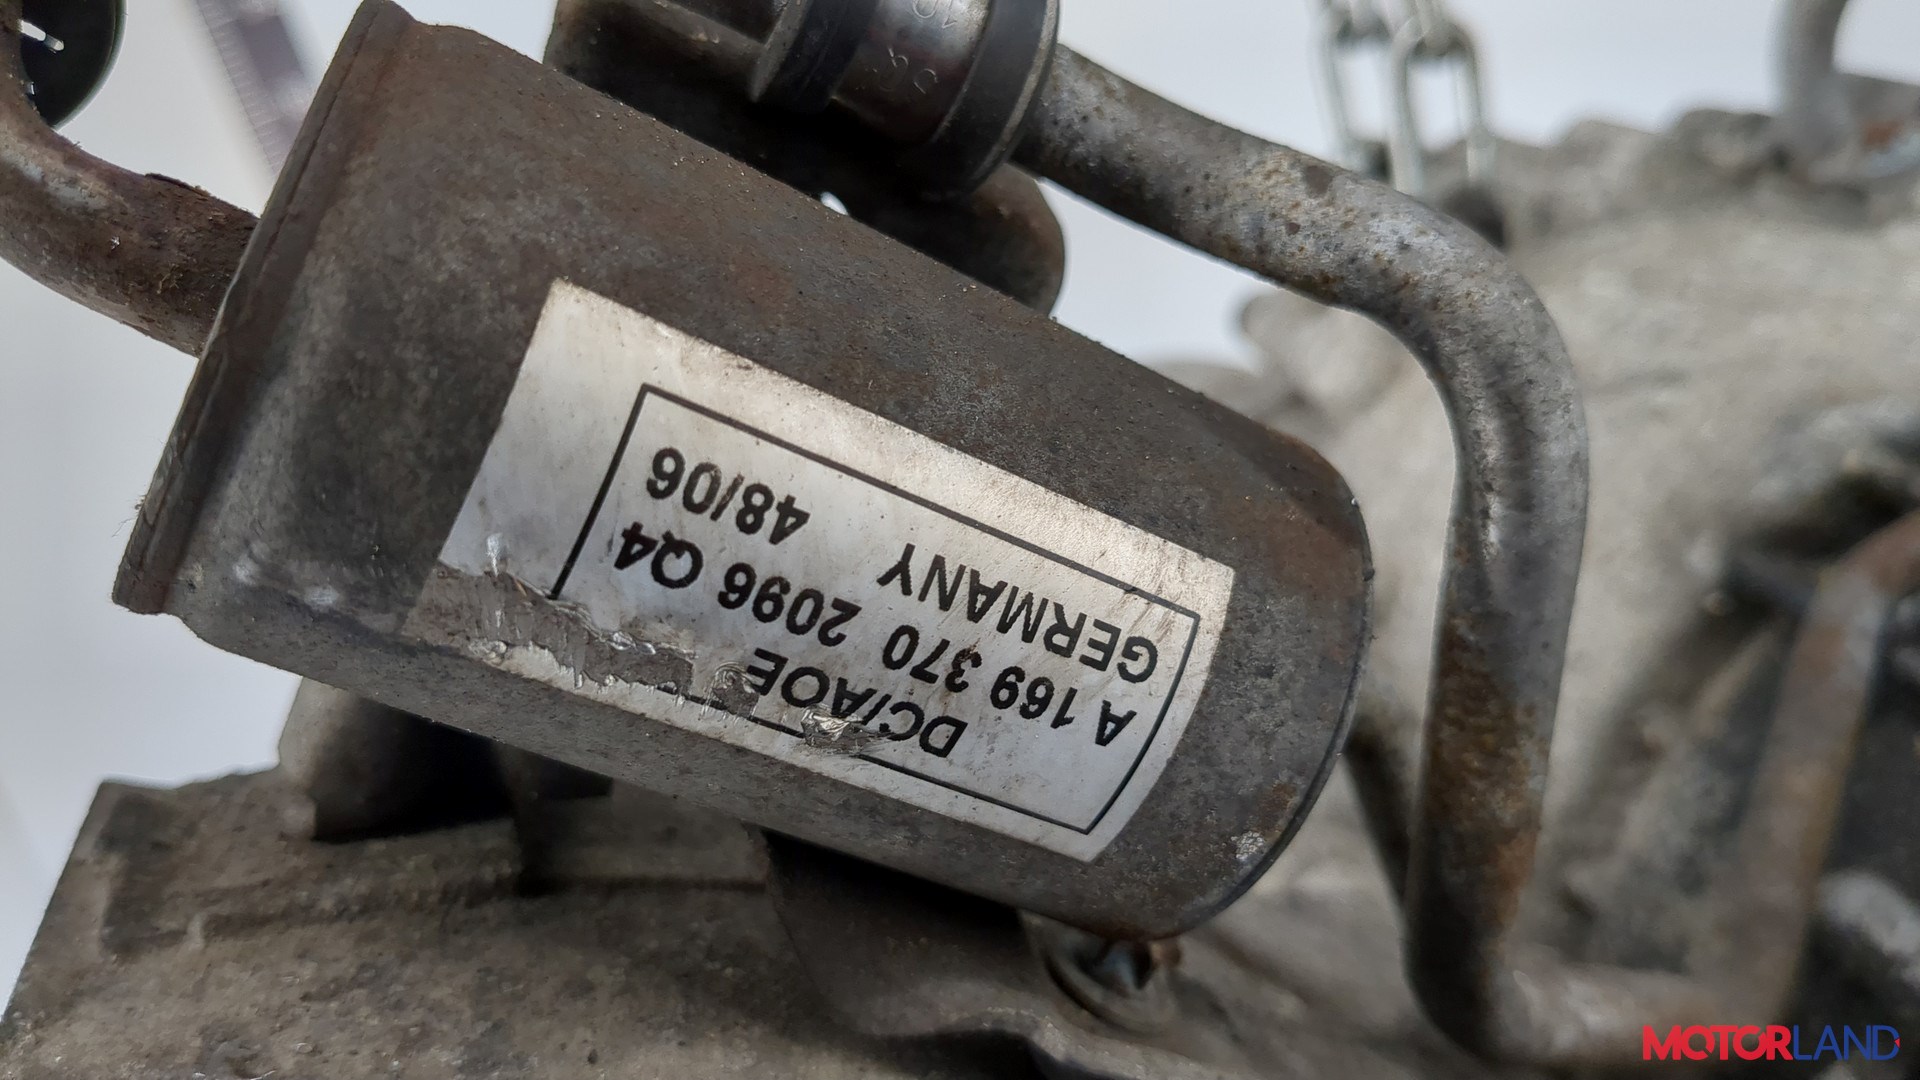 DC/AOE
A 169 370 2096 Q4
GERMANY 48/06
MOTORLAND